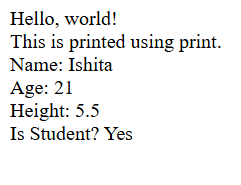 Hello, world!
This is printed using print.
Name: Ishita
Age: 21
Height: 5.5
Is Student? Yes